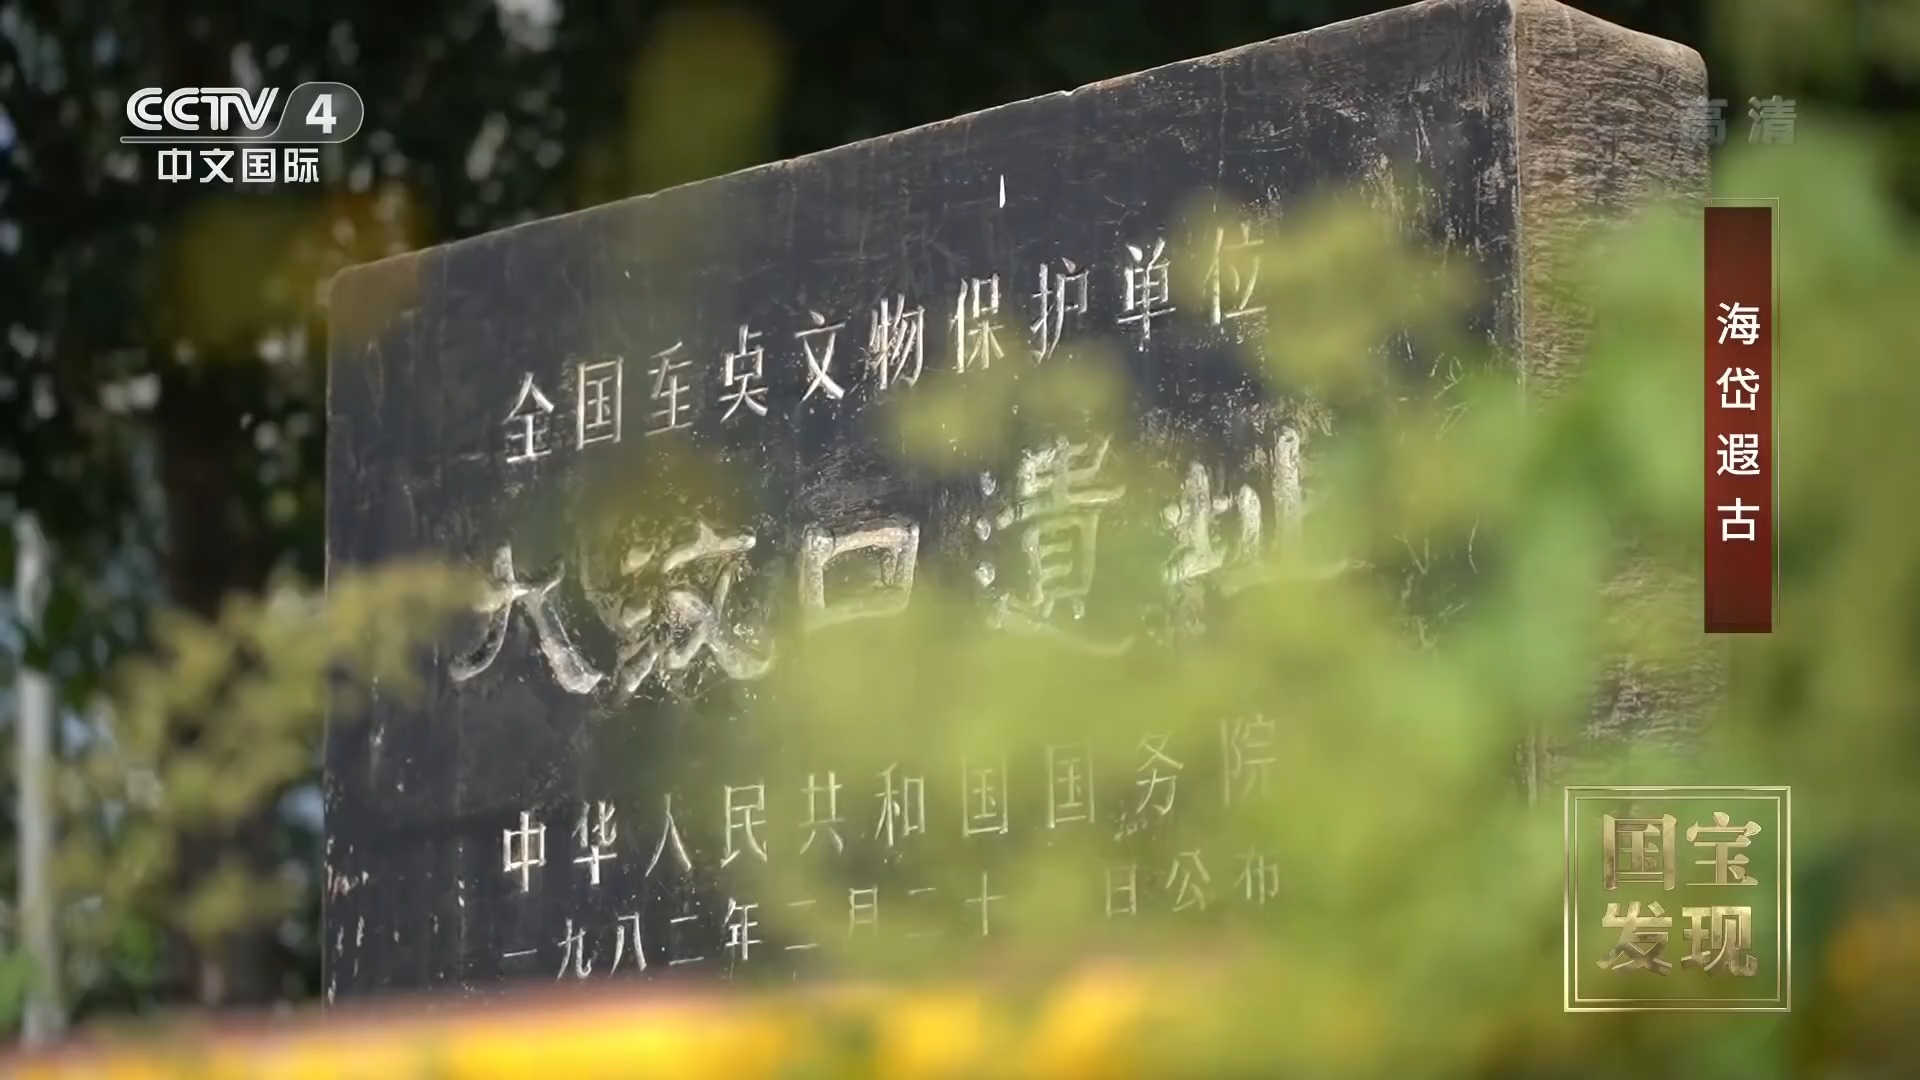 CCTV 4
中文国际
高清
全国重点文物保护单位
大汶口遗址
中华人民共和国国务院
一九八二年二月二十 日公布
海岱遐古
国宝
发现